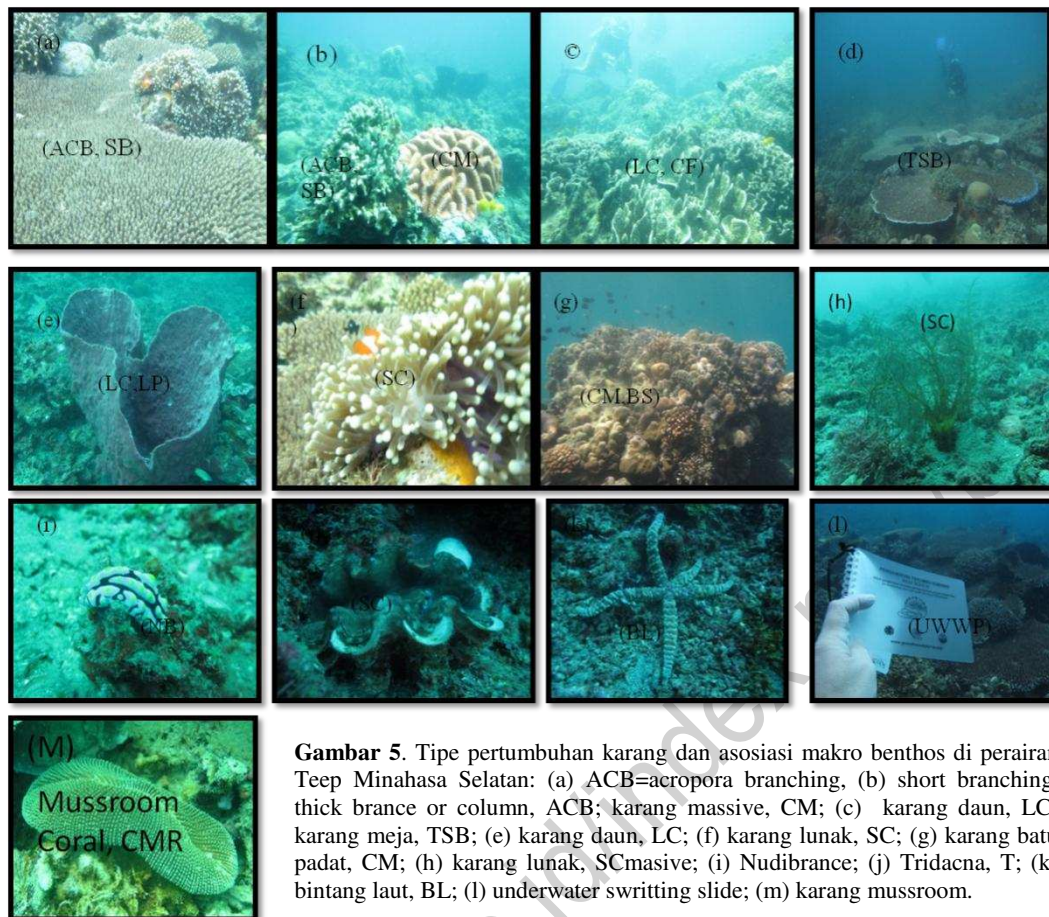 (a)
(ACB, SB)
(b)
(ACB, SB)
(CM)
©
(LC, CF)
(d)
(TSB)
(e)
(LC,LP)
(f
)
(SC)
(g)
(CM,BS)
(h)
(SC)
(i)
(NB)
(SC)
(BL)
(l)
(UWWP)
(M)
Mussroom
Coral, CMR
Gambar 5. Tipe pertumbuhan karang dan asosiasi makro benthos di perairan
Teep Minahasa Selatan: (a) ACB=acropora branching, (b) short branching
thick brance or column, ACB; karang massive, CM; (c) karang daun, LC
karang meja, TSB; (e) karang daun, LC; (f) karang lunak, SC; (g) karang batu
padat, CM; (h) karang lunak, SCmasive; (i) Nudibrance; (j) Tridacna, T; (k
bintang laut, BL; (l) underwater switting slide; (m) karang mussroom.